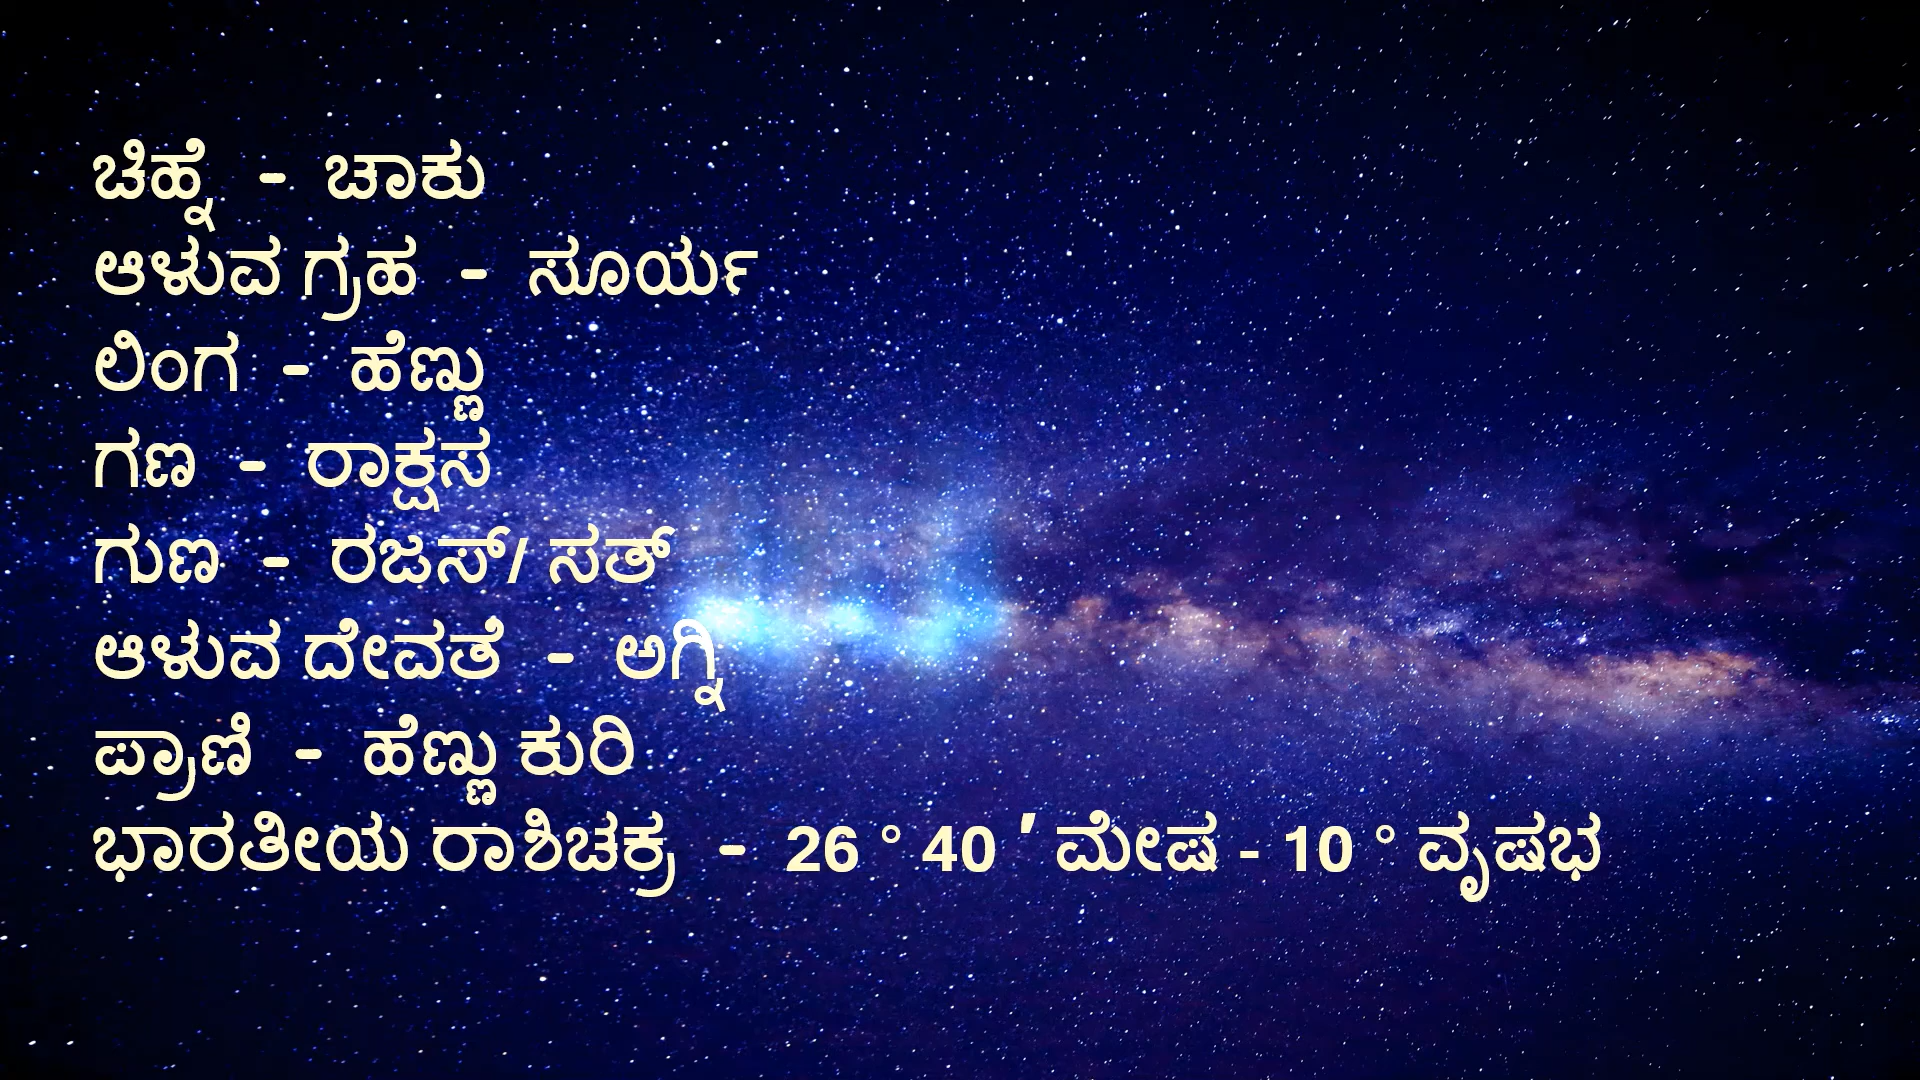 ಚಿಹ್ನೆ - ಚಾಕು
ಆಳುವ ಗ್ರಹ - ಸೂರ್ಯ
ಲಿಂಗ - ಹೆಣ್ಣು
ಗಣ - ರಾಕ್ಷಸ
ಗುಣ - ರಜಸ್/ ಸತ್
ಆಳುವ ದೇವತೆ - ಅಗ್ನಿ
ಪ್ರಾಣಿ - ಹೆಣ್ಣು ಕುರಿ
ಭಾರತೀಯ ರಾಶಿಚಕ್ರ - 26 ° 40 ′ ಮೇಷ - 10 ° ವೃಷಭ